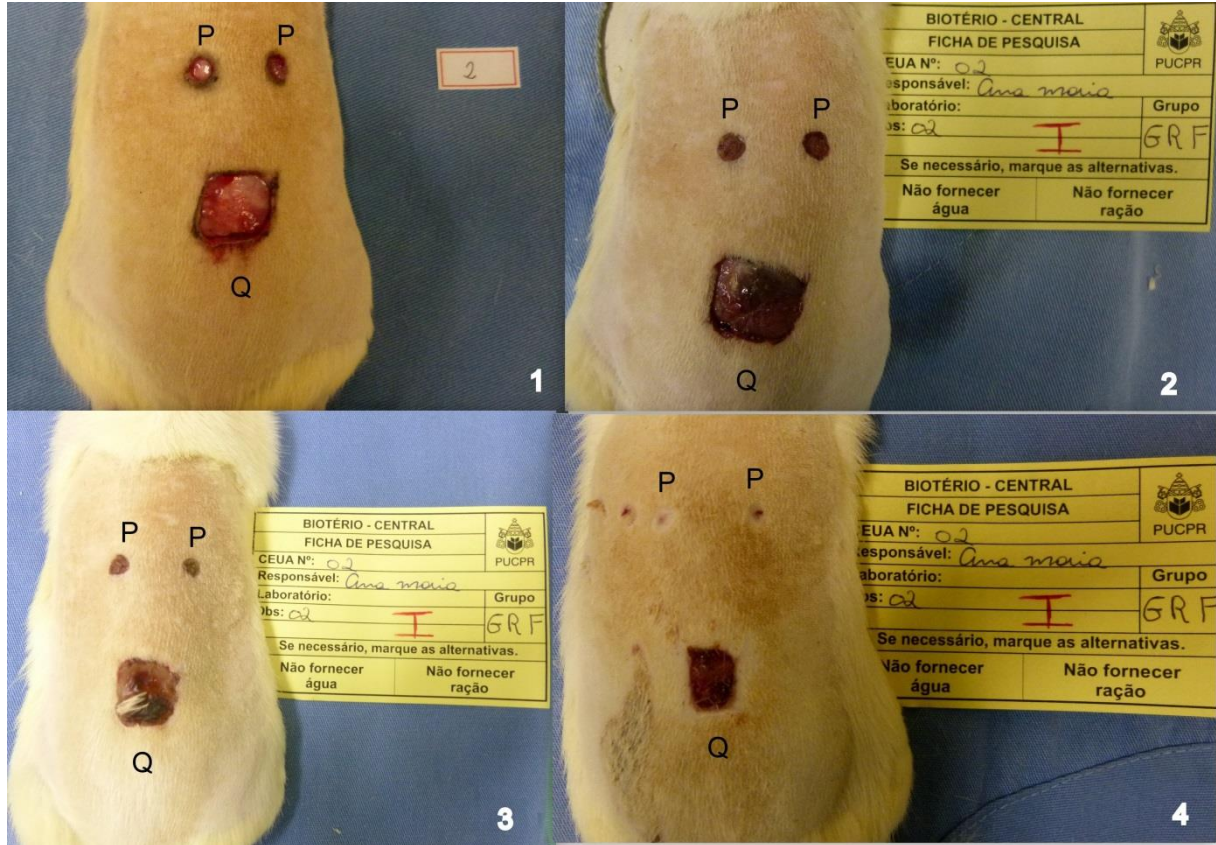 P P
2
Q
1
BIOTÉRIO - CENTRAL
FICHA DE PESQUISA
PUCPR
CEUA Nº: 02
esponsável: Ana maria
aboratório:
Grupo
bs: 02 I GRF
Se necessário, marque as alternativas.
Não fornecer água
Não fornecer ração
P P
Q
2
P P
BIOTÉRIO - CENTRAL
FICHA DE PESQUISA
PUCPR
CEUA Nº: 02
Responsável: Ana maria
Laboratório:
Grupo
Obs: 02 I GRF
Se necessário, marque as alternativas.
Não fornecer água
Não fornecer ração
Q
3
P P
BIOTÉRIO - CENTRAL
FICHA DE PESQUISA
PUCPR
CEUA Nº: 02
Responsável: Ana maria
aboratório:
Grupo
bs: 02 I GRF
Se necessário, marque as alternativas.
Não fornecer água
Não fornecer ração
Q
4